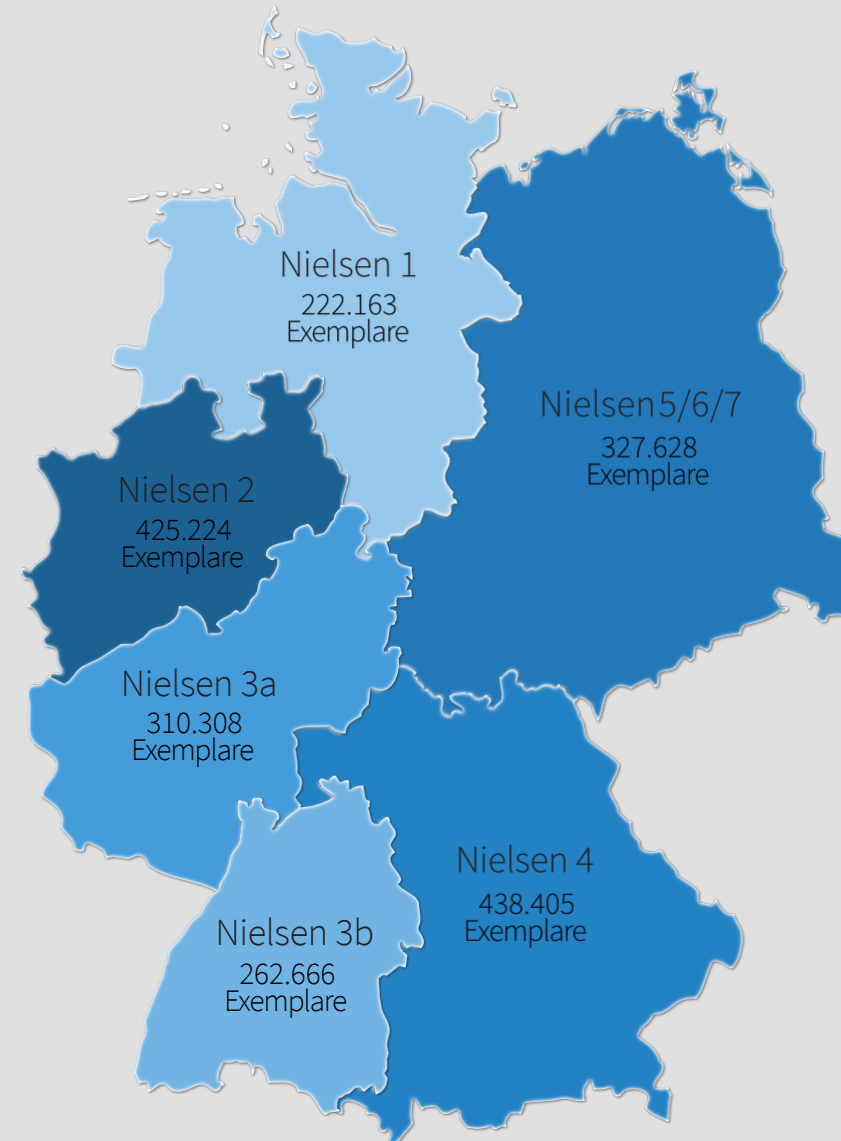 Nielsen 1
222.163
Exemplare
Nielsen 5/6/7
327.628
Exemplare
Nielsen 2
425.224
Exemplare
Nielsen 3a
310.308
Exemplare
Nielsen 4
438.405
Exemplare
Nielsen 3b
262.666
Exemplare